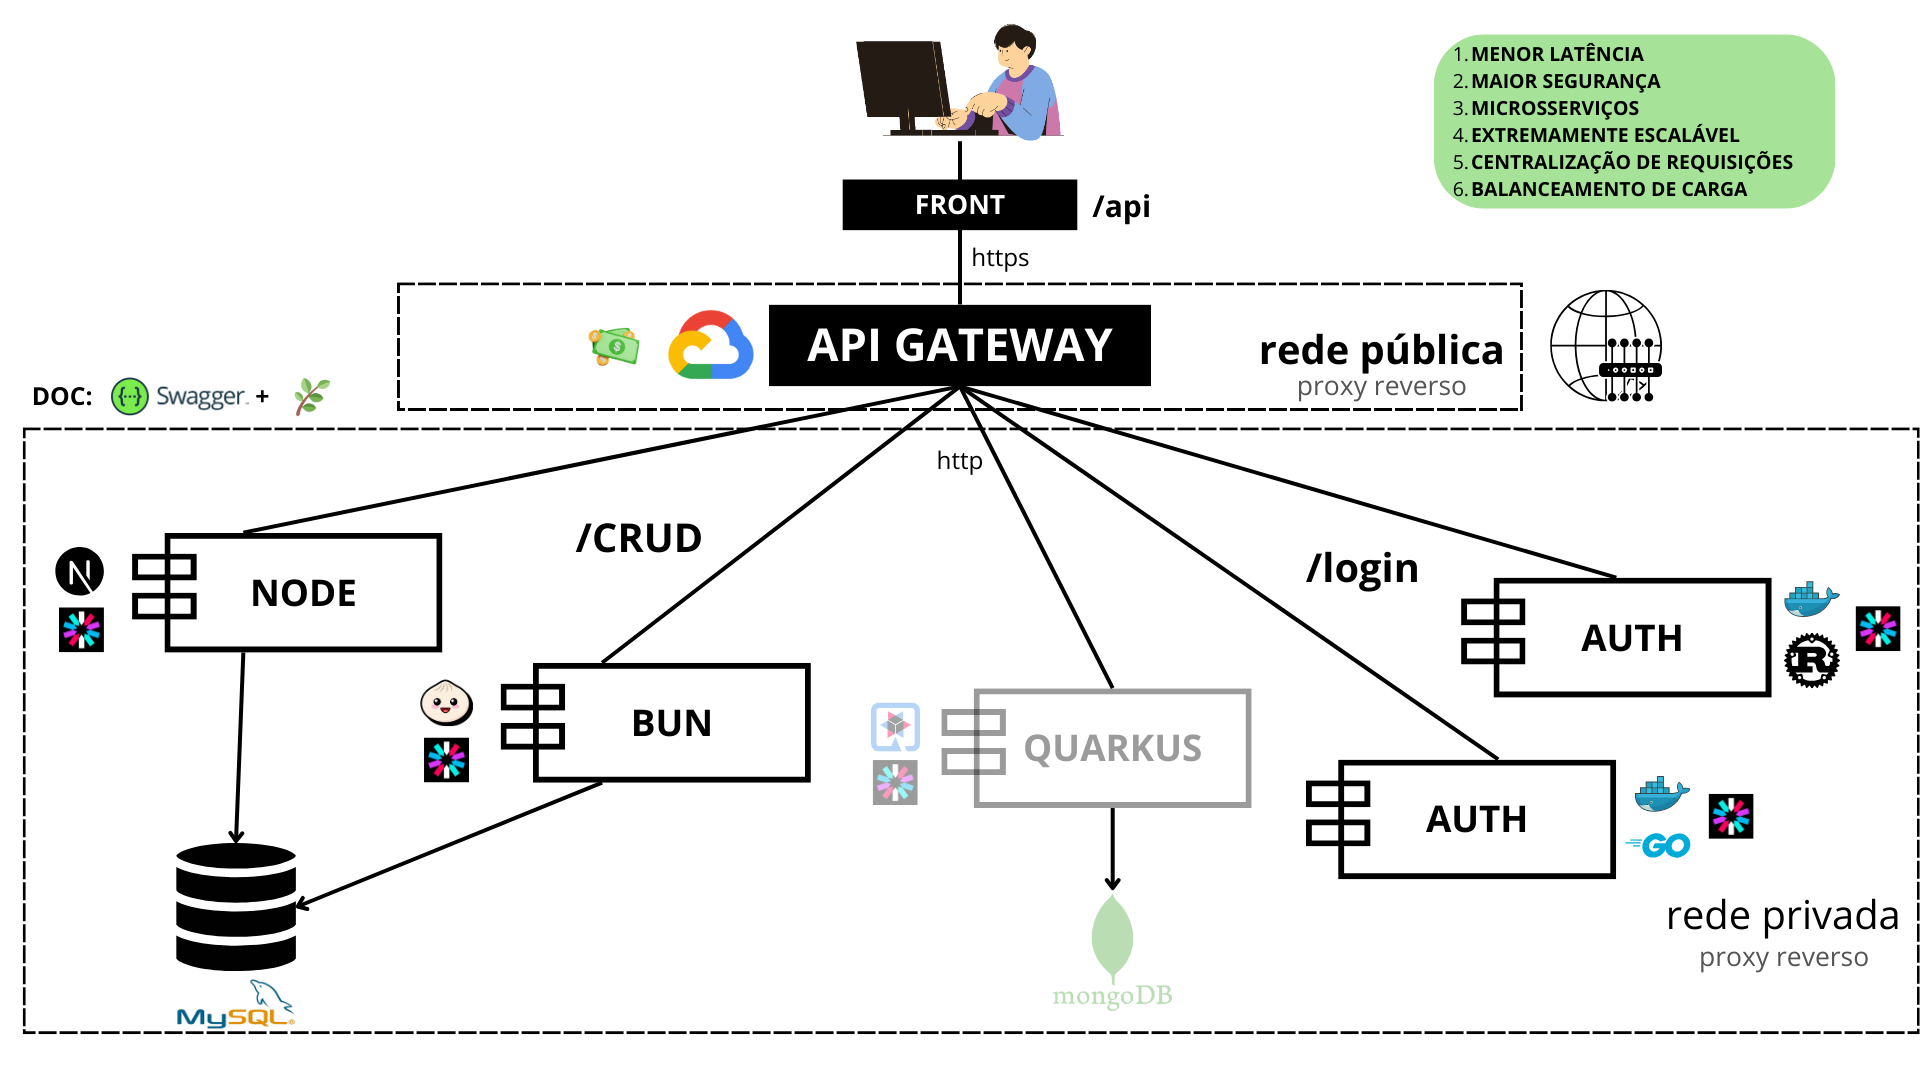 1. MENOR LATÊNCIA
2. MAIOR SEGURANÇA
3. MICROSSERVIÇOS
4. EXTREMAMENTE ESCALÁVEL
5. CENTRALIZAÇÃO DE REQUISIÇÕES
6. BALANCEAMENTO DE CARGA
FRONT
/api
https
API GATEWAY
rede pública
proxy reverso
DOC:
Swagger
+
http
/CRUD
/login
NODE
AUTH
BUN
QUARKUS
AUTH
GO
rede privada
proxy reverso
mongoDB
MySQL